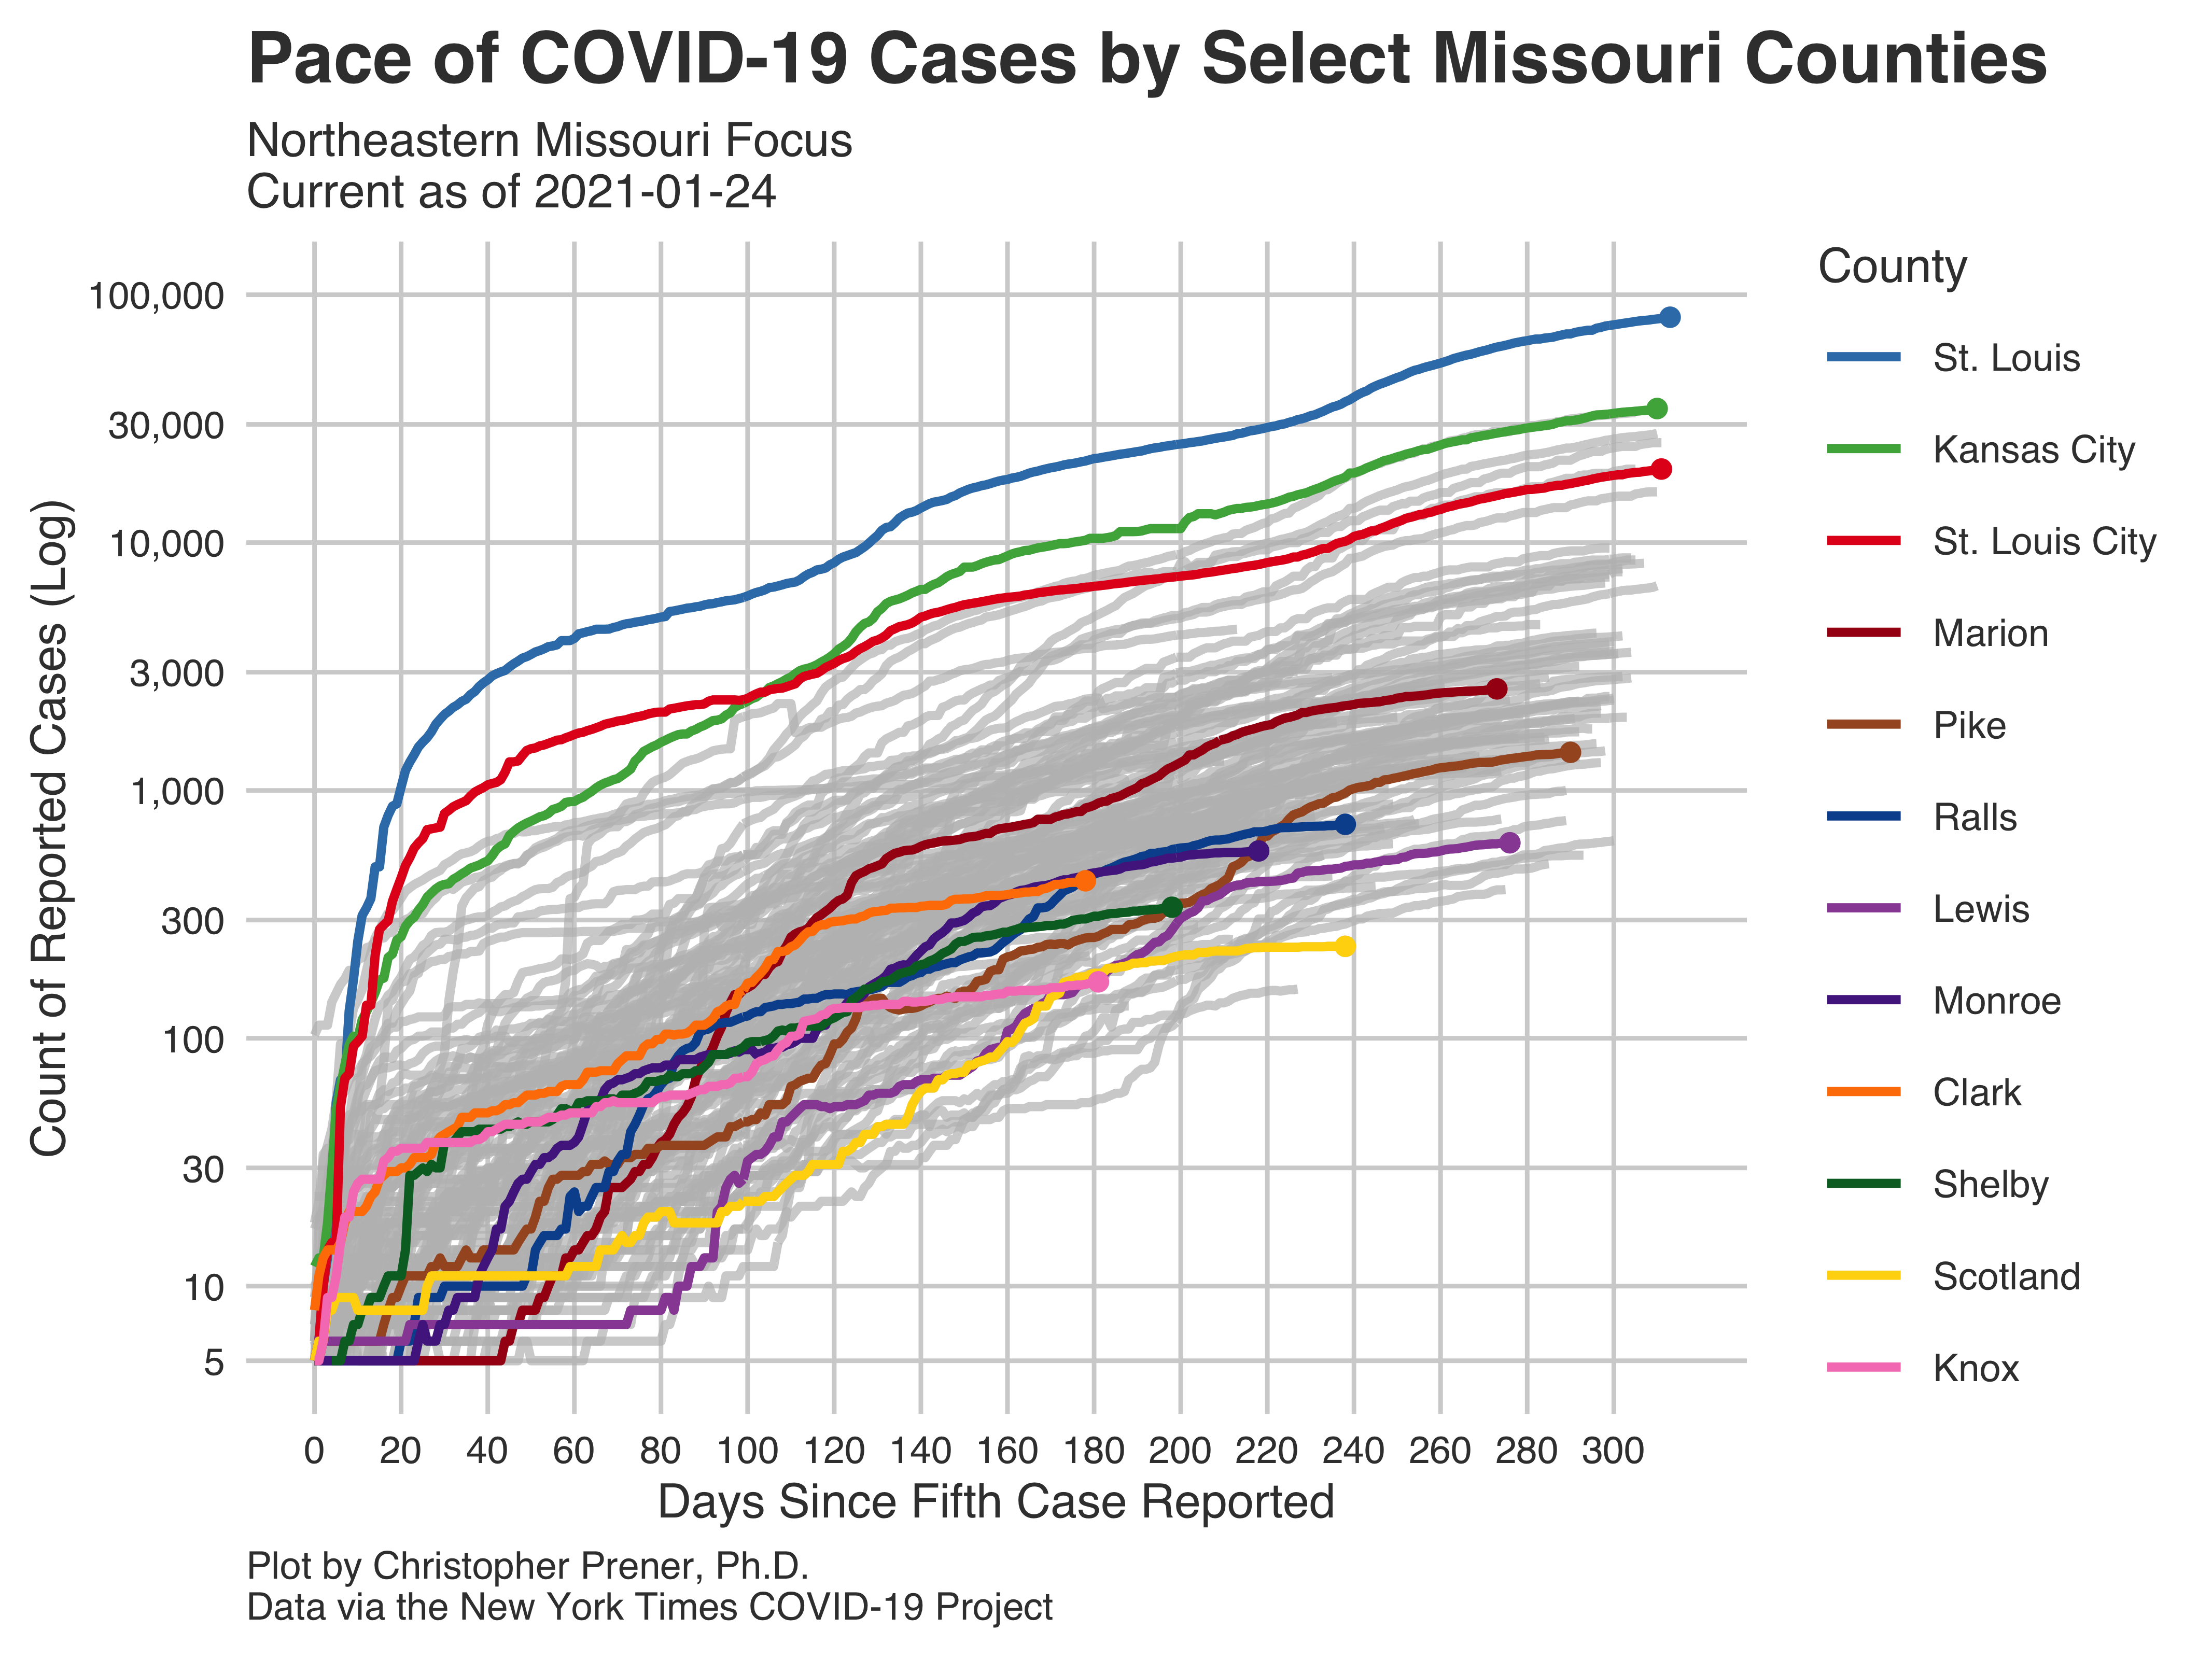 Pace of COVID-19 Cases by Select Missouri Counties
Northeastern Missouri Focus
Current as of 2021-01-24
Count of Reported Cases (Log)
100,000
30,000
10,000
3,000
1,000
300
100
30
10
5
0 20 40 60 80 100 120 140 160 180 200 220 240 260 280 300
Days Since Fifth Case Reported
County
St. Louis
Kansas City
St. Louis City
Marion
Pike
Ralls
Lewis
Monroe
Clark
Shelby
Scotland
Knox
Plot by Christopher Prener, Ph.D.
Data via the New York Times COVID-19 Project